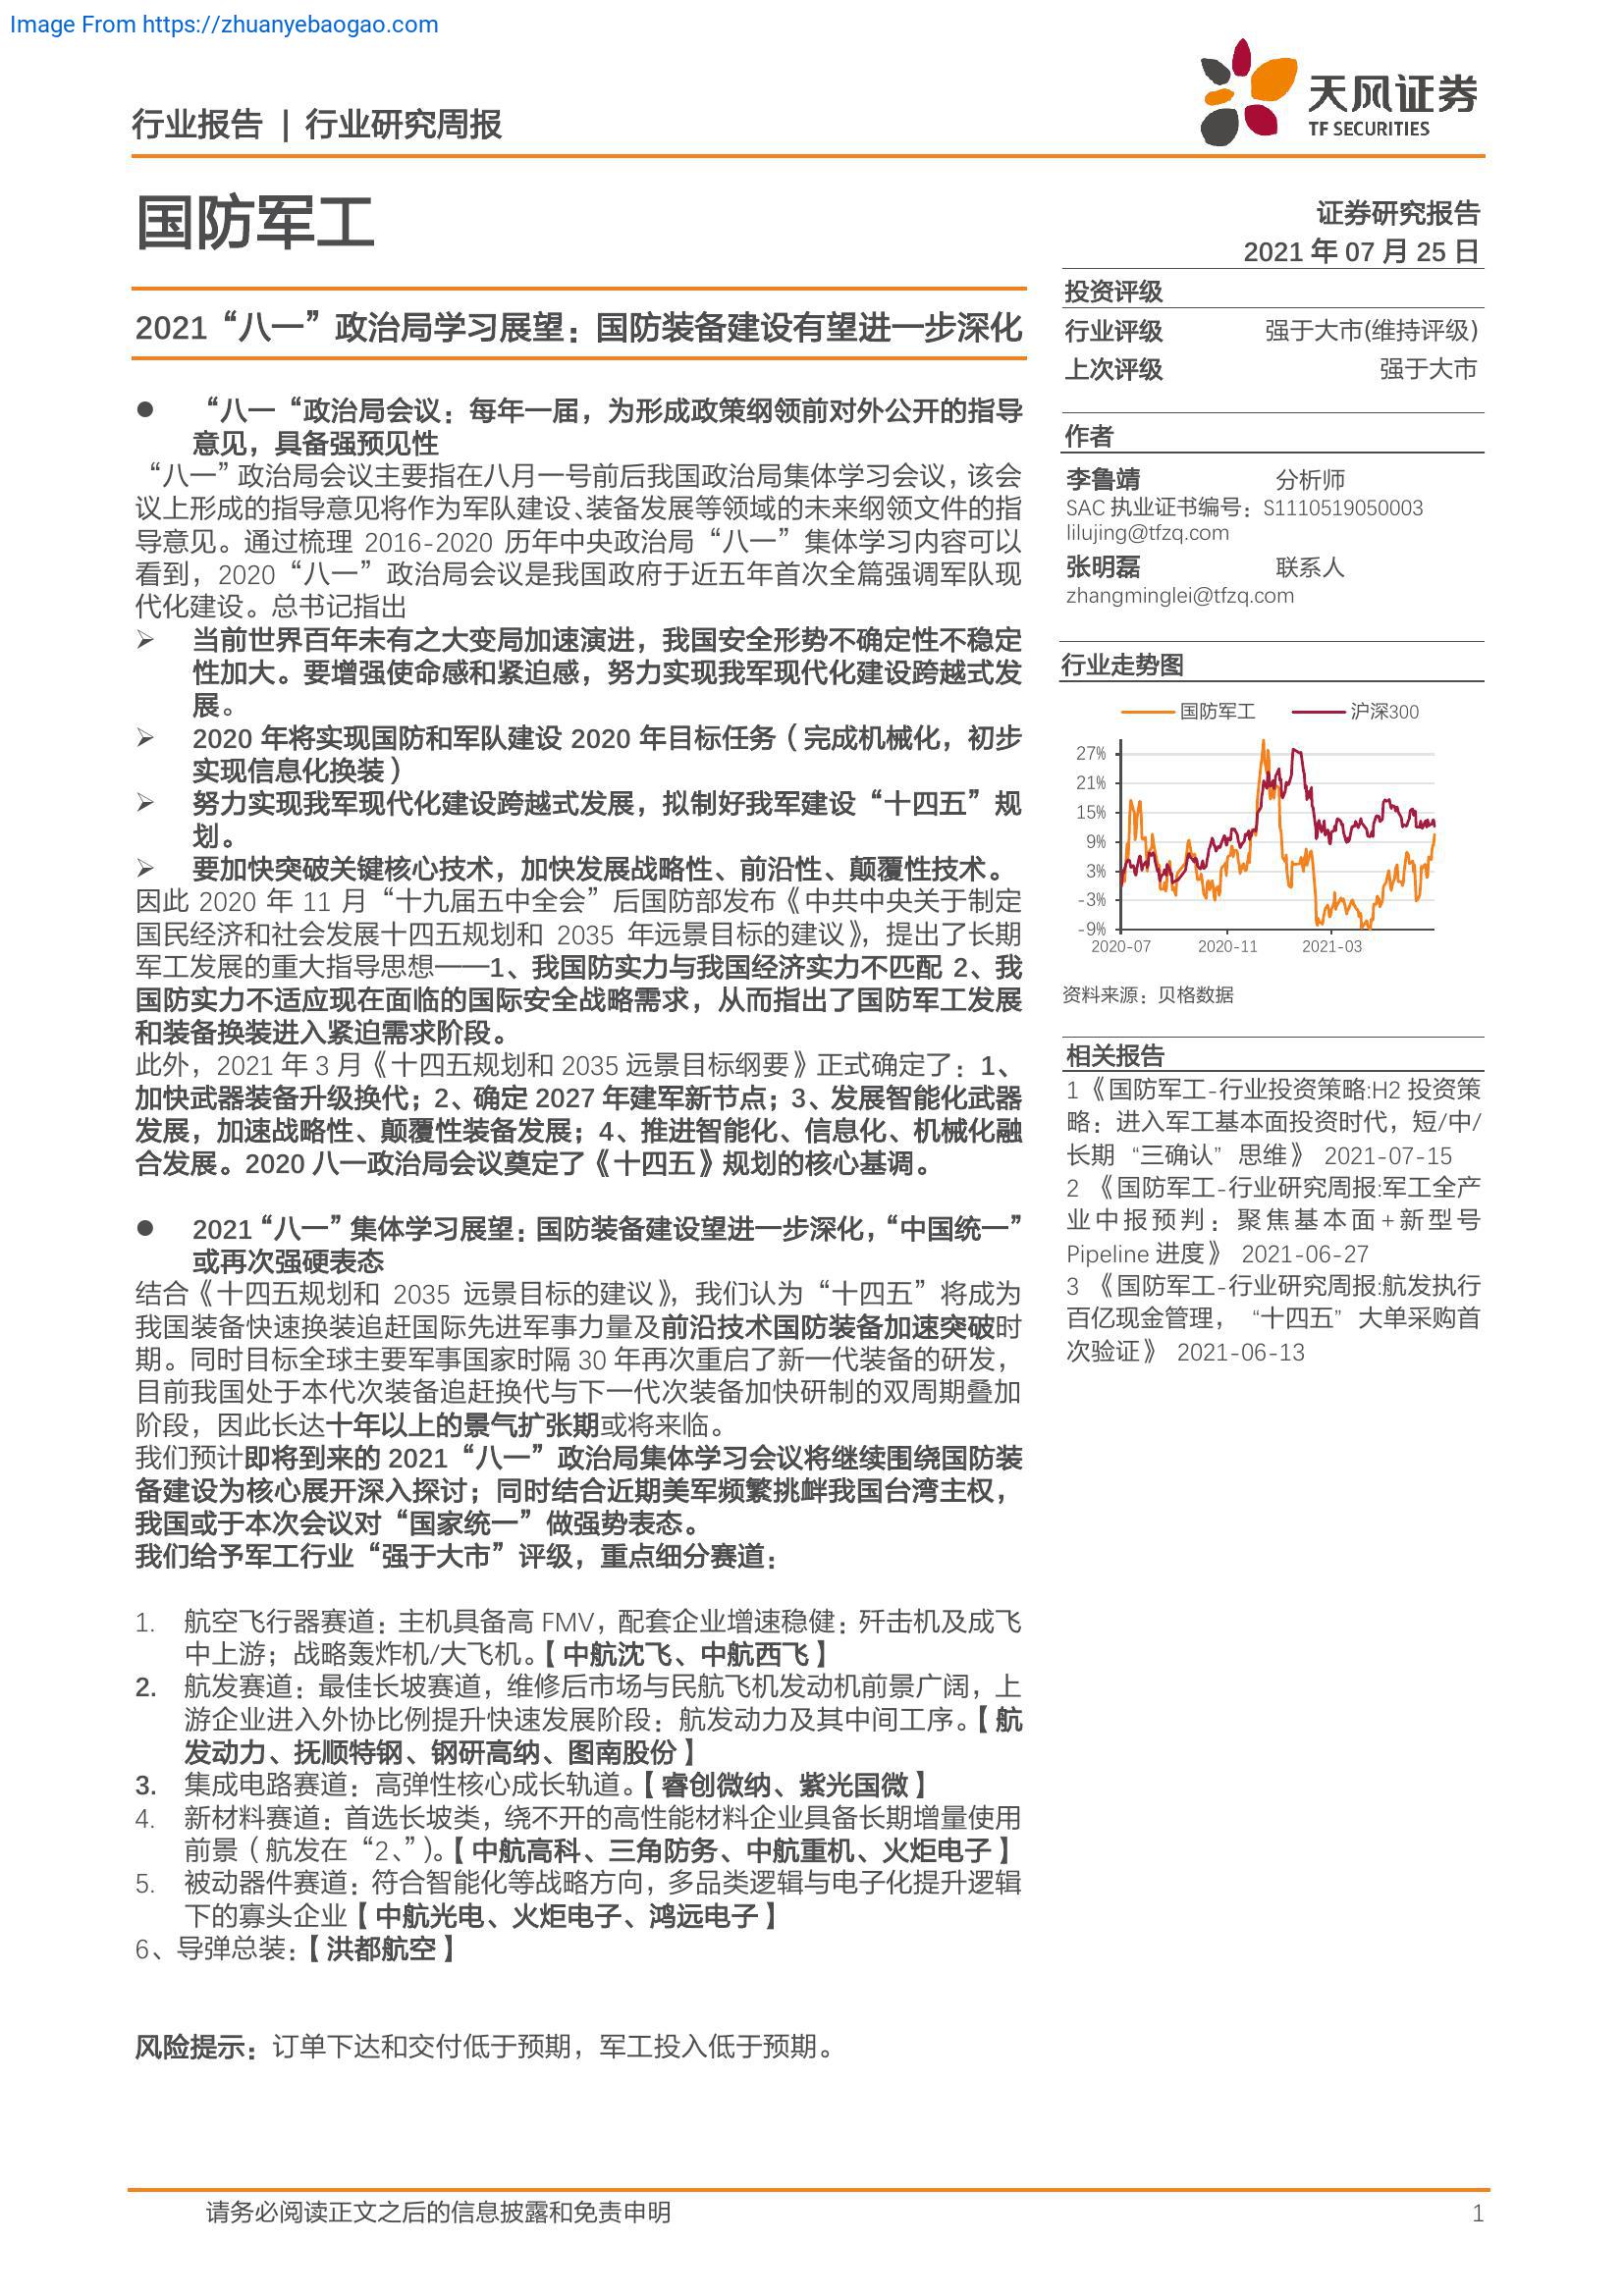 Image From https://zhuanyebaogao.com
行业报告 | 行业研究周报
天风证券
TF SECURITIES
国防军工
证券研究报告
2021 年 07 月 25 日
2021“八一”政治局学习展望：国防装备建设有望进一步深化
● “八一“政治局会议：每年一届，为形成政策纲领前对外公开的指导
意见，具备强预见性
“八一”政治局会议主要指在八月一号前后我国政治局集体学习会议，该会
议上形成的指导意见将作为军队建设、装备发展等领域的未来纲领文件的指
导意见。通过梳理 2016-2020 历年中央政治局“八一”集体学习内容可以
看到，2020“八一”政治局会议是我国政府于近五年首次全篇强调军队现
代化建设。总书记指出
➢ 当前世界百年未有之大变局加速演进，我国安全形势不确定性不稳定
性加大。要增强使命感和紧迫感，努力实现我军现代化建设跨越式发
展。
➢ 2020 年将实现国防和军队建设 2020 年目标任务（完成机械化，初步
实现信息化换装）
➢ 努力实现我军现代化建设跨越式发展，拟制好我军建设“十四五”规
划。
➢ 要加快突破关键核心技术，加快发展战略性、前沿性、颠覆性技术。
因此 2020 年 11 月“十九届五中全会”后国防部发布《中共中央关于制定
国民经济和社会发展十四五规划和 2035 年远景目标的建议》，提出了长期
军工发展的重大指导思想——1、我国防实力与我国经济实力不匹配 2、我
国防实力不适应现在面临的国际安全战略需求，从而指出了国防军工发展
和装备换装进入紧迫需求阶段。
此外，2021 年 3 月《十四五规划和 2035 远景目标纲要》正式确定了：1、
加快武器装备升级换代；2、确定 2027 年建军新节点；3、发展智能化武器
发展，加速战略性、颠覆性装备发展；4、推进智能化、信息化、机械化融
合发展。2020 八一政治局会议奠定了《十四五》规划的核心基调。
● 2021“八一”集体学习展望：国防装备建设望进一步深化，“中国统一”
或再次强硬表态
结合《十四五规划和 2035 远景目标的建议》，我们认为“十四五”将成为
我国装备快速换装追赶国际先进军事力量及前沿技术国防装备加速突破时
期。同时目标全球主要军事国家时隔 30 年再次重启了新一代装备的研发，
目前我国处于本代次装备追赶换代与下一代次装备加快研制的双周期叠加
阶段，因此长达十年以上的景气扩张期或将来临。
我们预计即将到来的 2021“八一”政治局集体学习会议将继续围绕国防装
备建设为核心展开深入探讨；同时结合近期美军频繁挑衅我国台湾主权，
我国或于本次会议对“国家统一”做强势表态。
我们给予军工行业“强于大市”评级，重点细分赛道：
1. 航空飞行器赛道：主机具备高 FMV，配套企业增速稳健：歼击机及成飞
中上游；战略轰炸机/大飞机。【中航沈飞、中航西飞】
2. 航发赛道：最佳长坡赛道，维修后市场与民航飞机发动机前景广阔，上
游企业进入外协比例提升快速发展阶段：航发动力及其中间工序。【航
发动力、抚顺特钢、钢研高纳、图南股份】
3. 集成电路赛道：高弹性核心成长轨道。【睿创微纳、紫光国微】
4. 新材料赛道：首选长坡类，绕不开的高性能材料企业具备长期增量使用
前景（航发在“2、”）。【中航高科、三角防务、中航重机、火炬电子】
5. 被动器件赛道：符合智能化等战略方向，多品类逻辑与电子化提升逻辑
下的寡头企业【中航光电、火炬电子、鸿远电子】
6、导弹总装：【洪都航空】
风险提示：订单下达和交付低于预期，军工投入低于预期。
投资评级
行业评级 强于大市(维持评级)
上次评级 强于大市
作者
李鲁靖 分析师
SAC 执业证书编号：S1110519050003
lilujing@tfzq.com
张明磊 联系人
zhangminglei@tfzq.com
行业走势图
国防军工 沪深300
27%
21%
15%
9%
3%
-3%
-9%
2020-07 2020-11 2021-03
资料来源：贝格数据
相关报告
1 《国防军工-行业投资策略:H2 投资策
略：进入军工基本面投资时代，短/中/
长期 “三确认” 思维》 2021-07-15
2 《国防军工-行业研究周报:军工全产
业中报预判：聚焦基本面+新型号
Pipeline 进度》 2021-06-27
3 《国防军工-行业研究周报:航发执行
百亿现金管理， “十四五” 大单采购首
次验证》 2021-06-13
请务必阅读正文之后的信息披露和免责申明 1